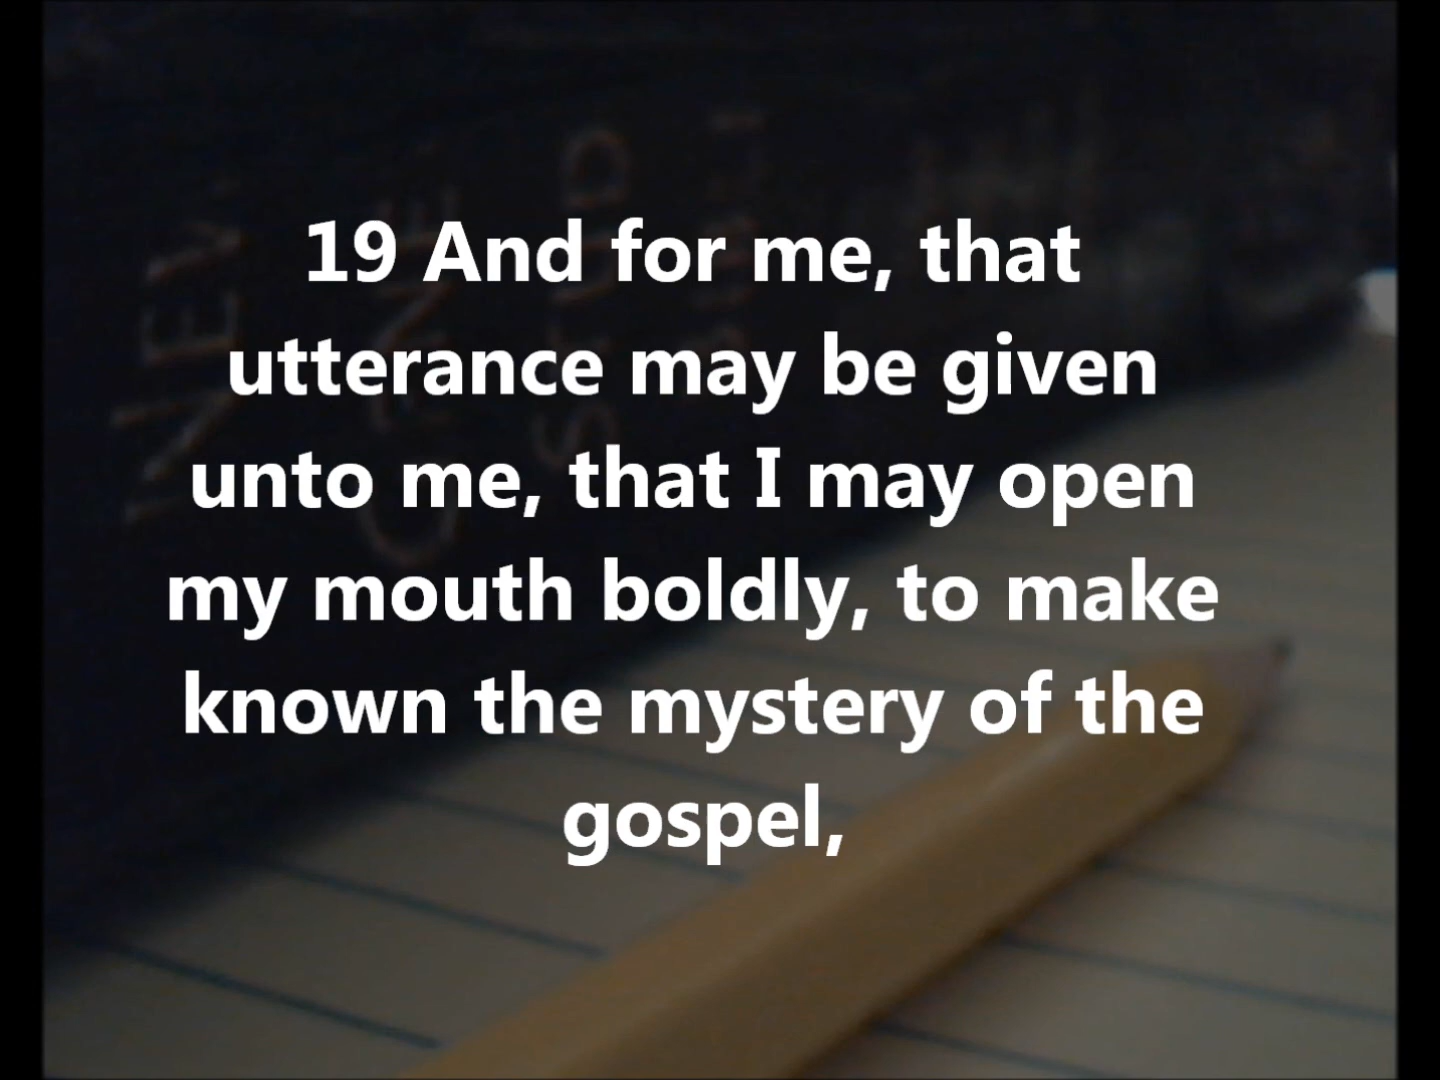 19 And for me, that
utterance may be given
unto me, that I may open
my mouth boldly, to make
known the mystery of the
gospel,